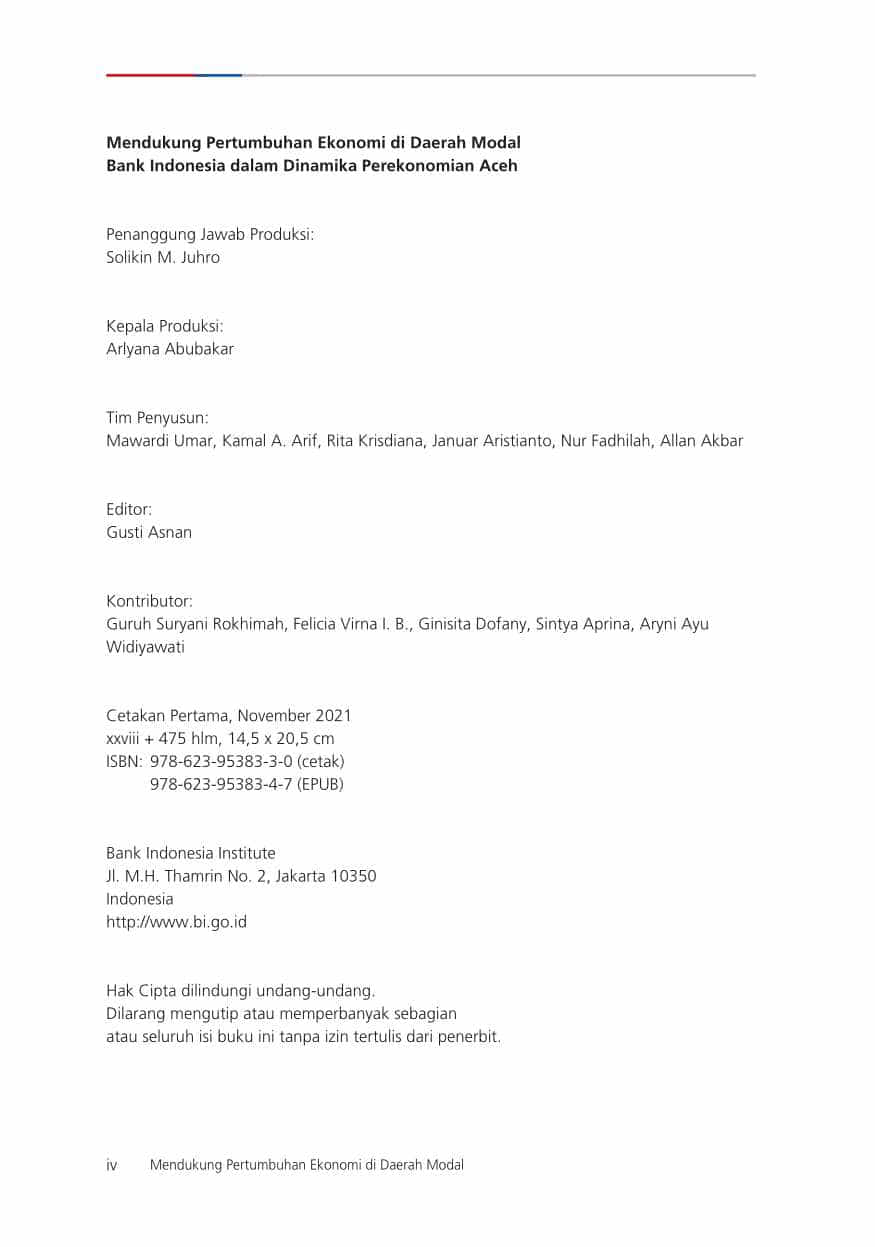 Mendukung Pertumbuhan Ekonomi di Daerah Modal
Bank Indonesia dalam Dinamika Perekonomian Aceh
Penanggung Jawab Produksi:
Solikin M. Juhro
Kepala Produksi:
Arlyana Abubakar
Tim Penyusun:
Mawardi Umar, Kamal A. Arif, Rita Krisdiana, Januar Aristianto, Nur Fadhilah, Allan Akbar
Editor:
Gusti Asnan
Kontributor:
Guruh Suryani Rokhimah, Felicia Virna I. B., Ginisita Dofany, Sintya Aprina, Aryni Ayu
Widiyawati
Cetakan Pertama, November 2021
xxviii + 475 hlm, 14,5 x 20,5 cm
ISBN: 978-623-95383-3-0 (cetak)
978-623-95383-4-7 (EPUB)
Bank Indonesia Institute
Jl. M.H. Thamrin No. 2, Jakarta 10350
Indonesia
http://www.bi.go.id
Hak Cipta dilindungi undang-undang.
Dilarang mengutip atau memperbanyak sebagian
atau seluruh isi buku ini tanpa izin tertulis dari penerbit.
iv Mendukung Pertumbuhan Ekonomi di Daerah Modal